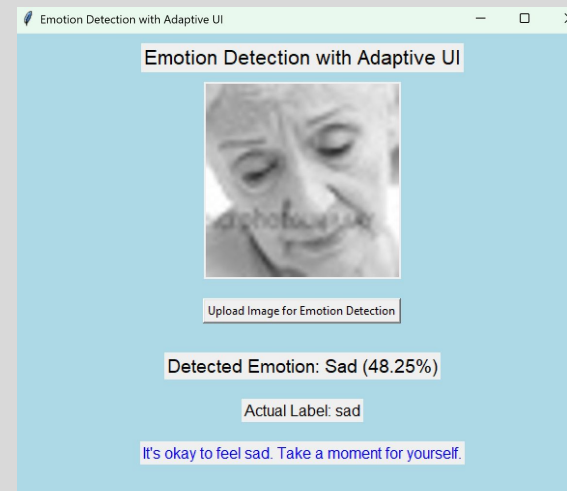 Emotion Detection with Adaptive UI
Emotion Detection with Adaptive UI
Upload Image for Emotion Detection
Detected Emotion: Sad (48.25%)
Actual Label: sad
It's okay to feel sad. Take a moment for yourself.